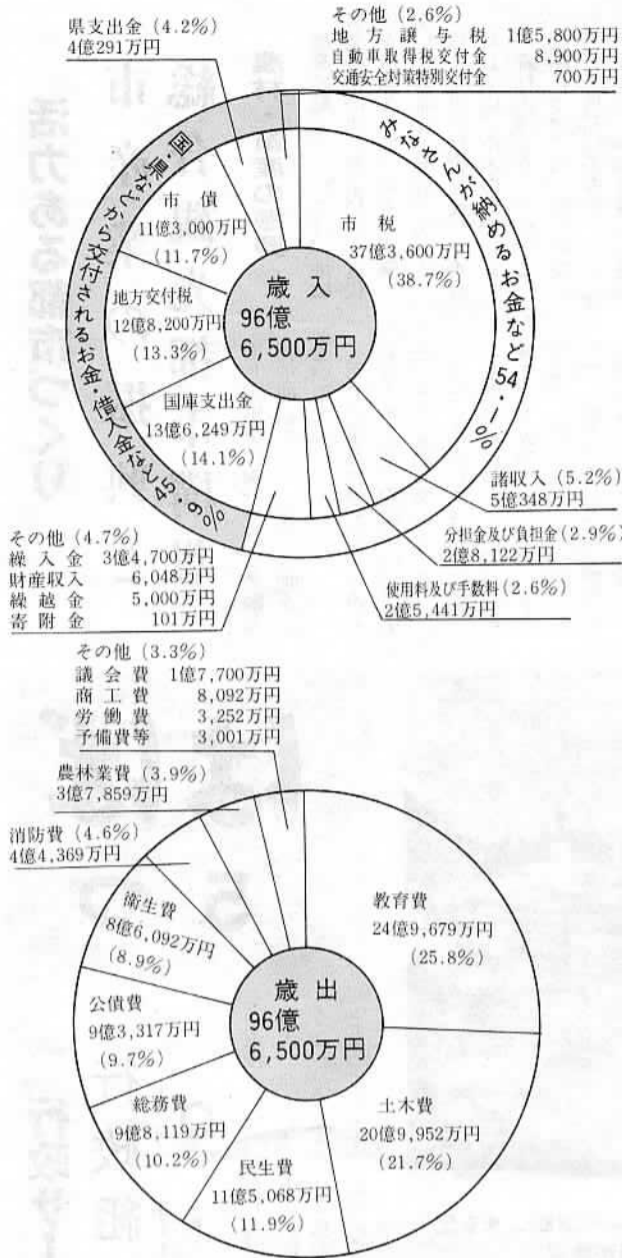 県支出金 (4.2%)
4億291万円
その他 (2.6%)
地方譲与税 1億5,800万円
自動車取得税交付金 8,900万円
交通安全対策特別交付金 700万円
みなさんが納めるお金など54.1%
国・県などから交付されるお金・借入金など45.9%
市税
37億3,600万円
(38.7%)
市債
11億3,000万円
(11.7%)
地方交付税
12億8,200万円
(13.3%)
国庫支出金
13億6,249万円
(14.1%)
歳入
96億
6,500万円
諸収入 (5.2%)
5億348万円
分担金及び負担金 (2.9%)
2億8,122万円
使用料及び手数料 (2.6%)
2億5,441万円
その他 (4.7%)
繰入金 3億4,700万円
財産収入 6,048万円
繰越金 5,000万円
寄附金 101万円
その他 (3.3%)
議会費 1億7,700万円
商工費 8,092万円
労働費 3,252万円
予備費等 3,001万円
農林業費 (3.9%)
3億7,859万円
消防費 (4.6%)
4億4,369万円
衛生費
8億6,092万円
(8.9%)
公債費
9億3,317万円
(9.7%)
総務費
9億8,119万円
(10.2%)
民生費
11億5,068万円
(11.9%)
土木費
20億9,952万円
(21.7%)
教育費
24億9,679万円
(25.8%)
歳出
96億
6,500万円